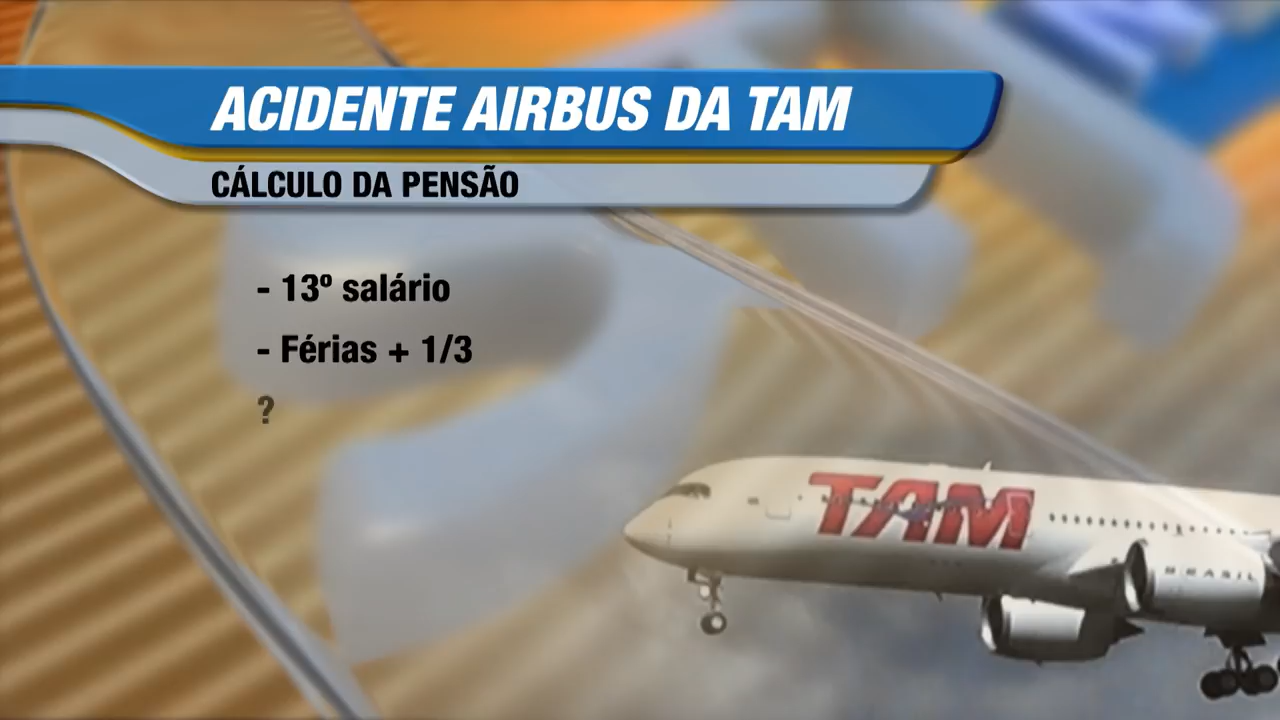 ACIDENTE AIRBUS DA TAM
CÁLCULO DA PENSÃO
- 13º salário
- Férias + 1/3
?
TAM
BRASIL